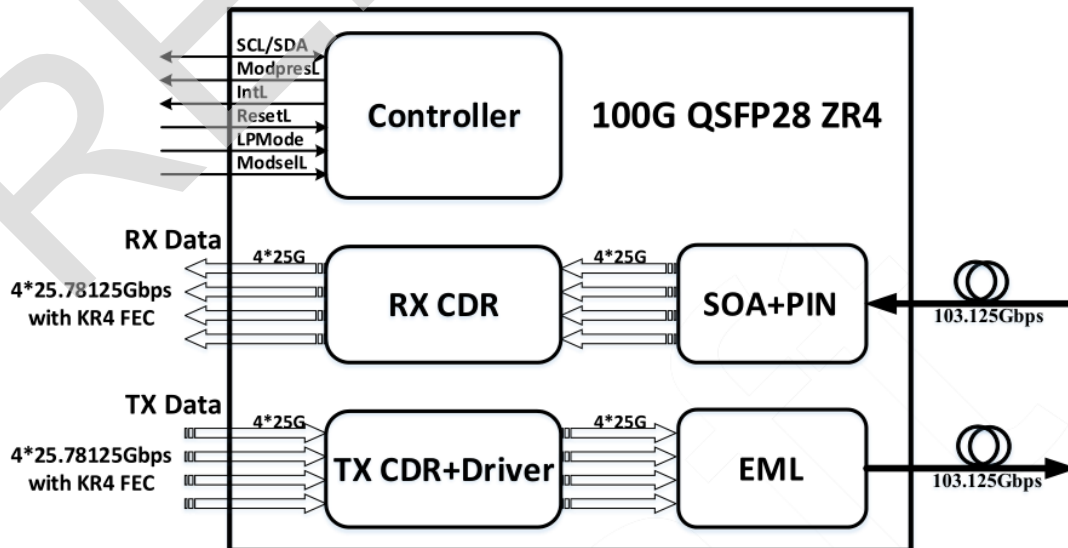 SCL/SDA
ModpresL
IntL
ResetL
LPMode
ModselL
Controller
100G QSFP28 ZR4
RX Data
4*25.78125Gbps
with KR4 FEC
4*25G
RX CDR
4*25G
SOA+PIN
103.125Gbps
TX Data
4*25.78125Gbps
with KR4 FEC
4*25G
TX CDR+Driver
4*25G
EML
103.125Gbps